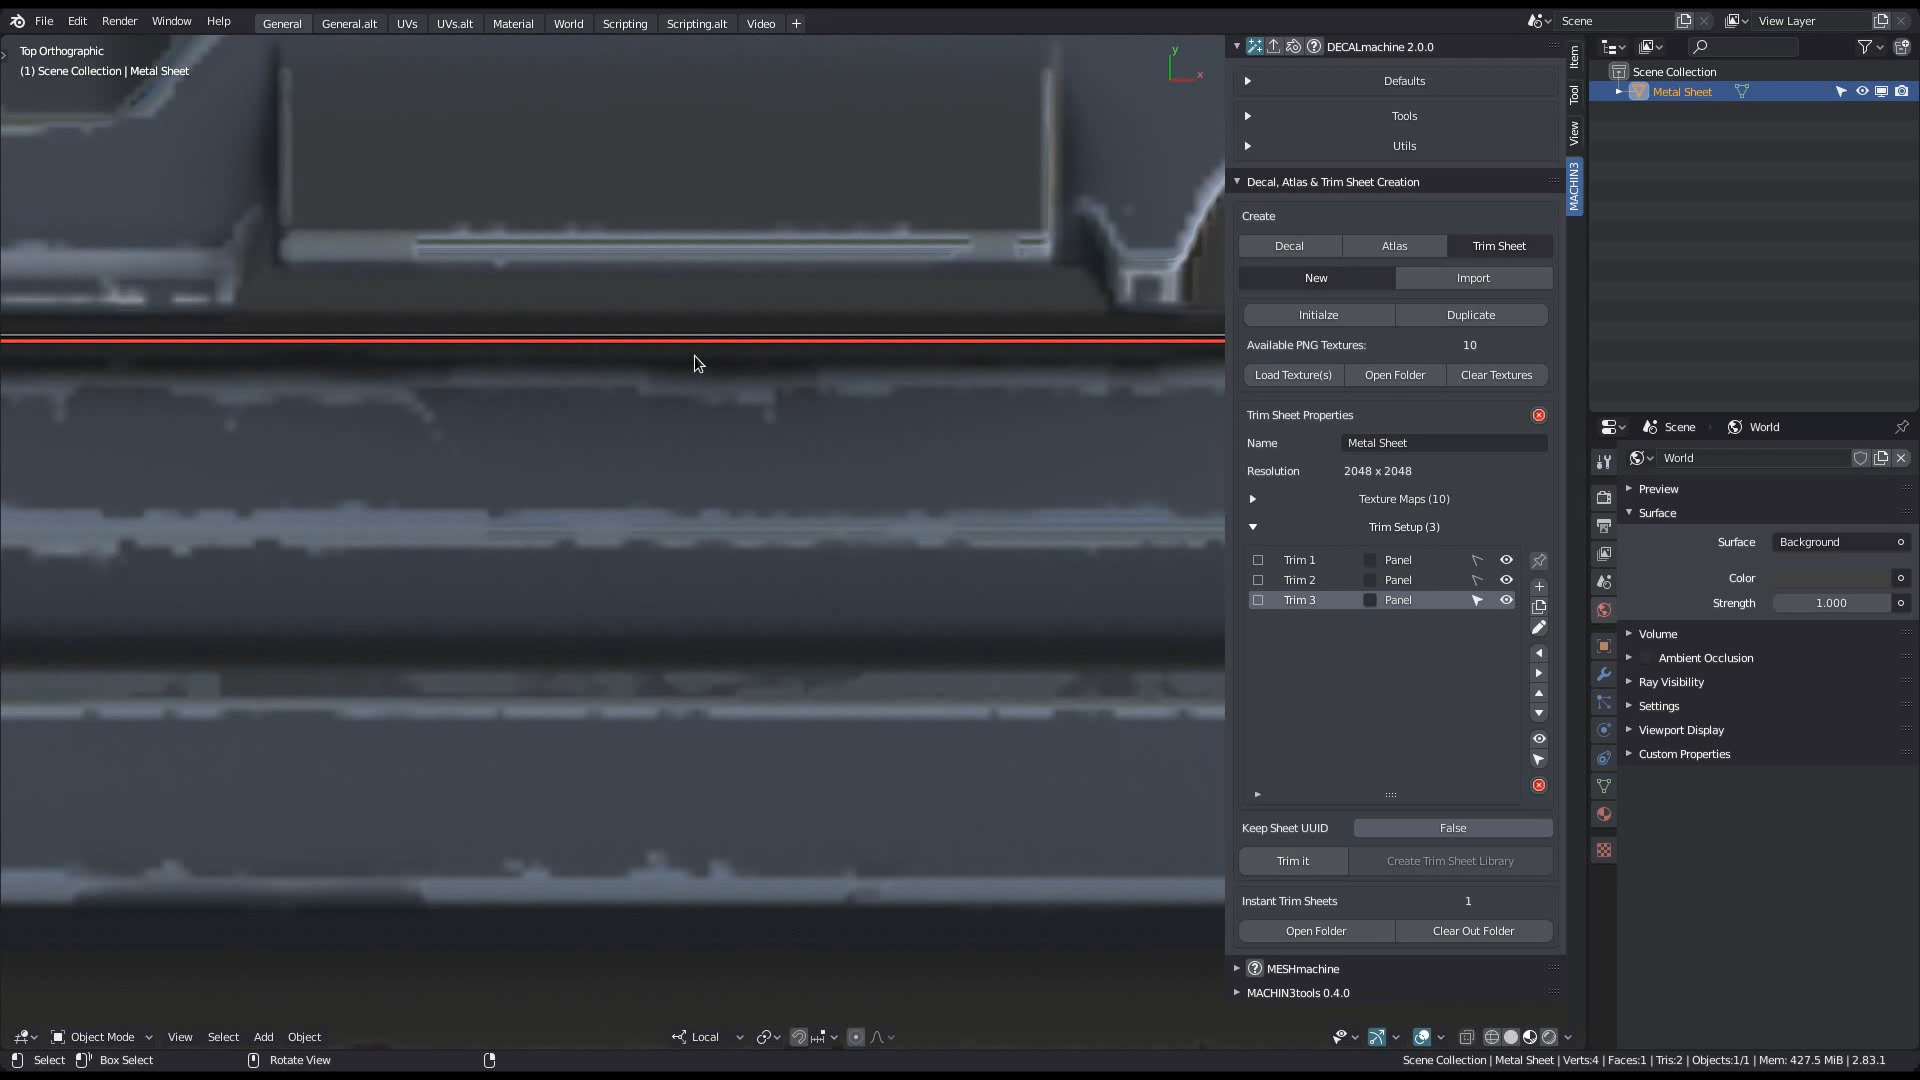 File Edit Render Window Help General General.alt UVs UVs.alt Material World Scripting Scripting.alt Video + Scene View Layer
Top Orthographic
(1) Scene Collection | Metal Sheet
y
x
DECALmachine 2.0.0
Defaults
Tools
Utils
Decal, Atlas & Trim Sheet Creation
Create
Decal Atlas Trim Sheet
New Import
Initialze Duplicate
Available PNG Textures: 10
Load Texture(s) Open Folder Clear Textures
Trim Sheet Properties
Name Metal Sheet
Resolution 2048 x 2048
Texture Maps (10)
Trim Setup (3)
Trim 1 Panel
Trim 2 Panel
Trim 3 Panel
Keep Sheet UUID False
Trim it Create Trim Sheet Library
Instant Trim Sheets 1
Open Folder Clear Out Folder
MESHmachine
MACHIN3tools 0.4.0
Item
Tool
View
MACHIN3
Scene Collection
Metal Sheet
Scene World
World
Preview
Surface
Surface Background
Color
Strength 1.000
Volume
Ambient Occlusion
Ray Visibility
Settings
Viewport Display
Custom Properties
Object Mode View Select Add Object Local
Select Box Select Rotate View
Scene Collection | Metal Sheet | Verts:4 | Faces:1 | Tris:2 | Objects:1/1 | Mem: 427.5 MiB | 2.83.1